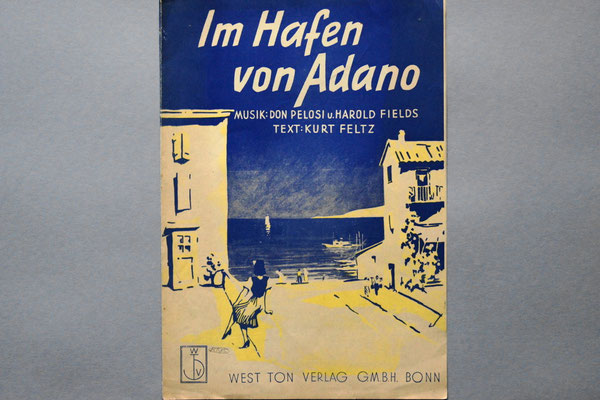 Im Hafen
von Adano
MUSIK: DON PELOSI u. HAROLD FIELDS
TEXT: KURT FELTZ
W
V
WEST TON VERLAG G.M.B.H. BONN